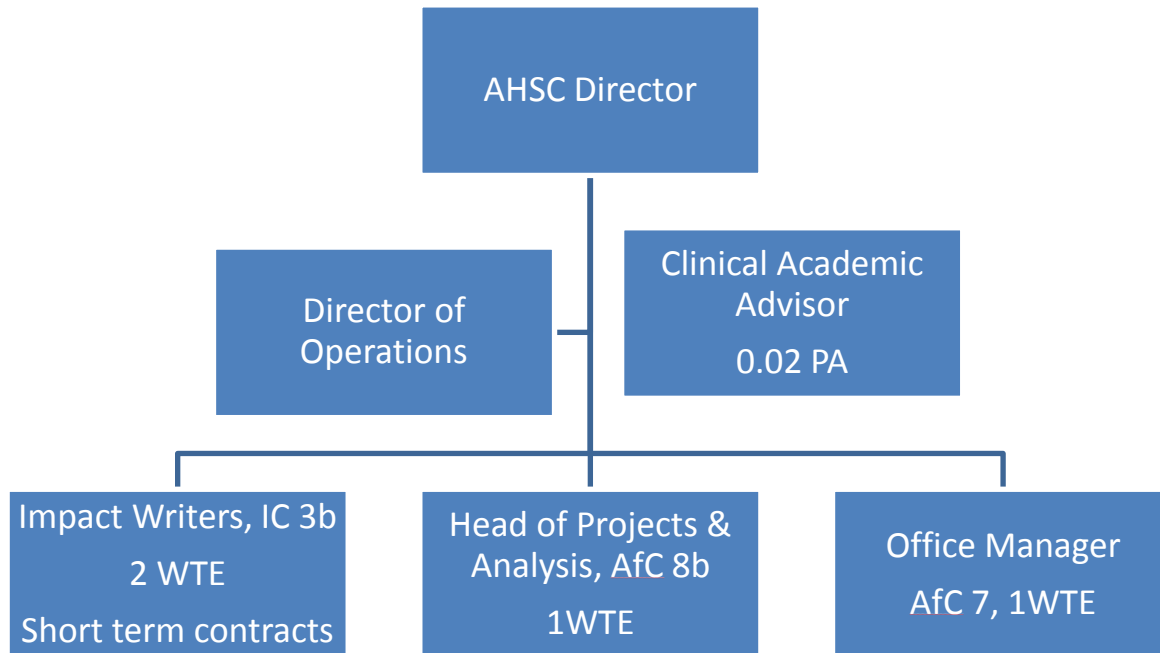 AHSC Director
Director of
Operations
Clinical Academic
Advisor
0.02 PA
Impact Writers, IC 3b
2 WTE
Short term contracts
Head of Projects &
Analysis, AfC 8b
1WTE
Office Manager
AfC 7, 1WTE